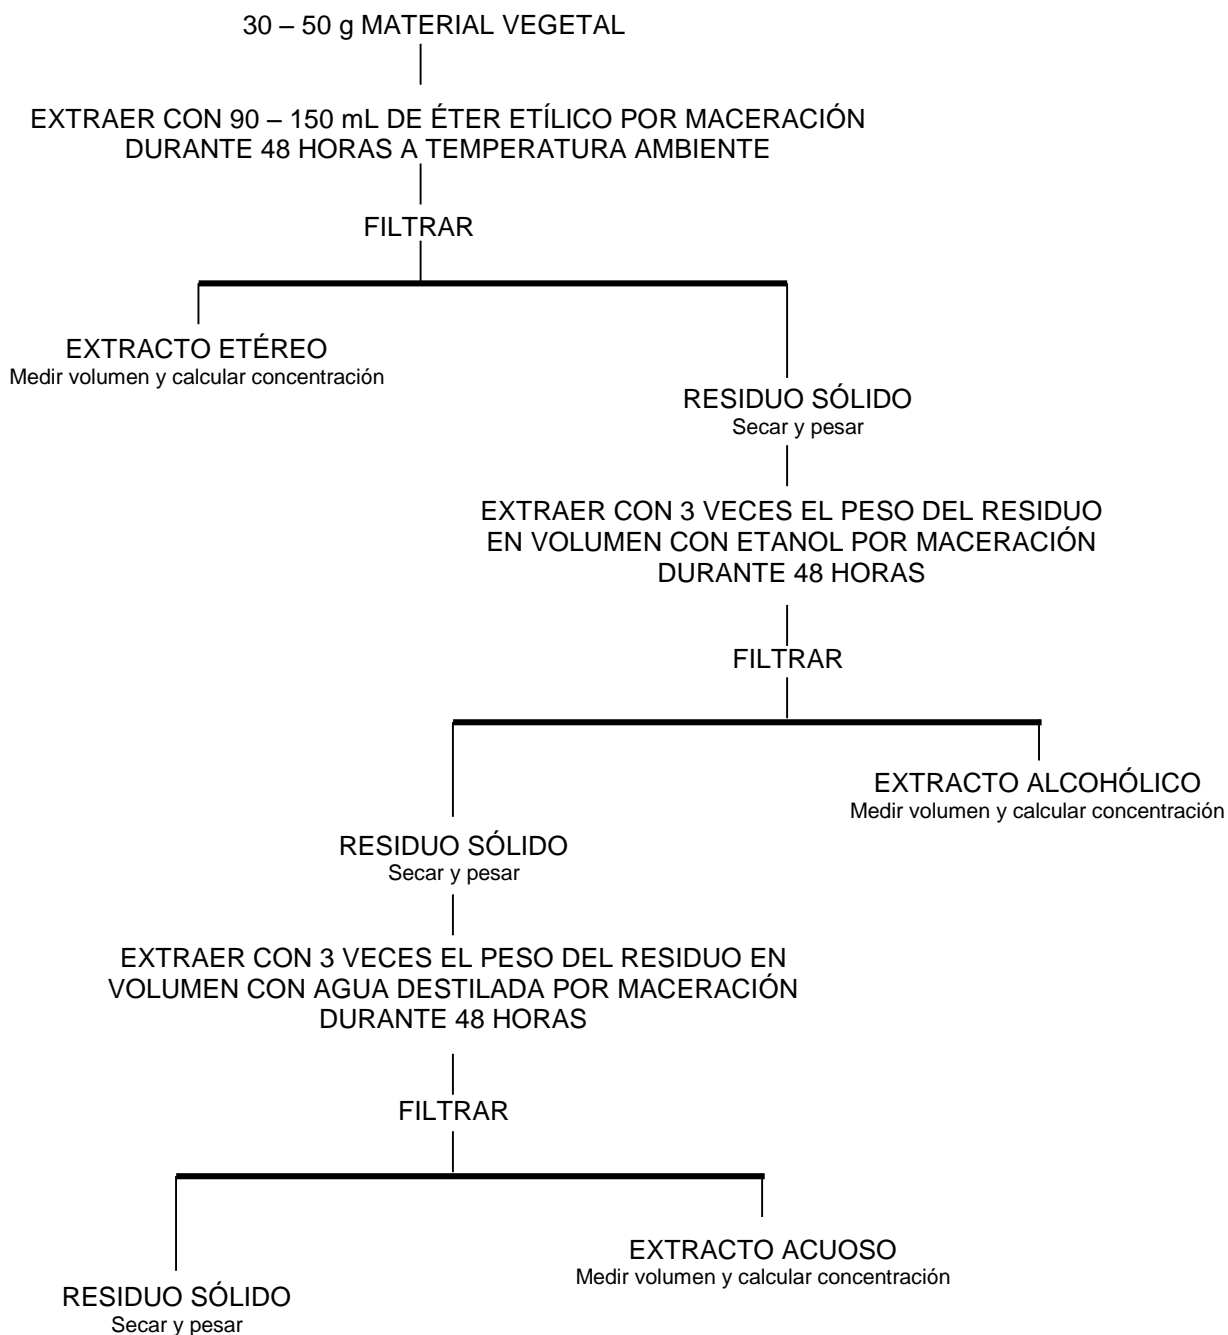 30 – 50 g MATERIAL VEGETAL
EXTRAER CON 90 – 150 mL DE ÉTER ETÍLICO POR MACERACIÓN
DURANTE 48 HORAS A TEMPERATURA AMBIENTE
FILTRAR
EXTRACTO ETÉREO
Medir volumen y calcular concentración
RESIDUO SÓLIDO
Secar y pesar
EXTRAER CON 3 VECES EL PESO DEL RESIDUO
EN VOLUMEN CON ETANOL POR MACERACIÓN
DURANTE 48 HORAS
FILTRAR
EXTRACTO ALCOHÓLICO
Medir volumen y calcular concentración
RESIDUO SÓLIDO
Secar y pesar
EXTRAER CON 3 VECES EL PESO DEL RESIDUO EN
VOLUMEN CON AGUA DESTILADA POR MACERACIÓN
DURANTE 48 HORAS
FILTRAR
EXTRACTO ACUOSO
Medir volumen y calcular concentración
RESIDUO SÓLIDO
Secar y pesar